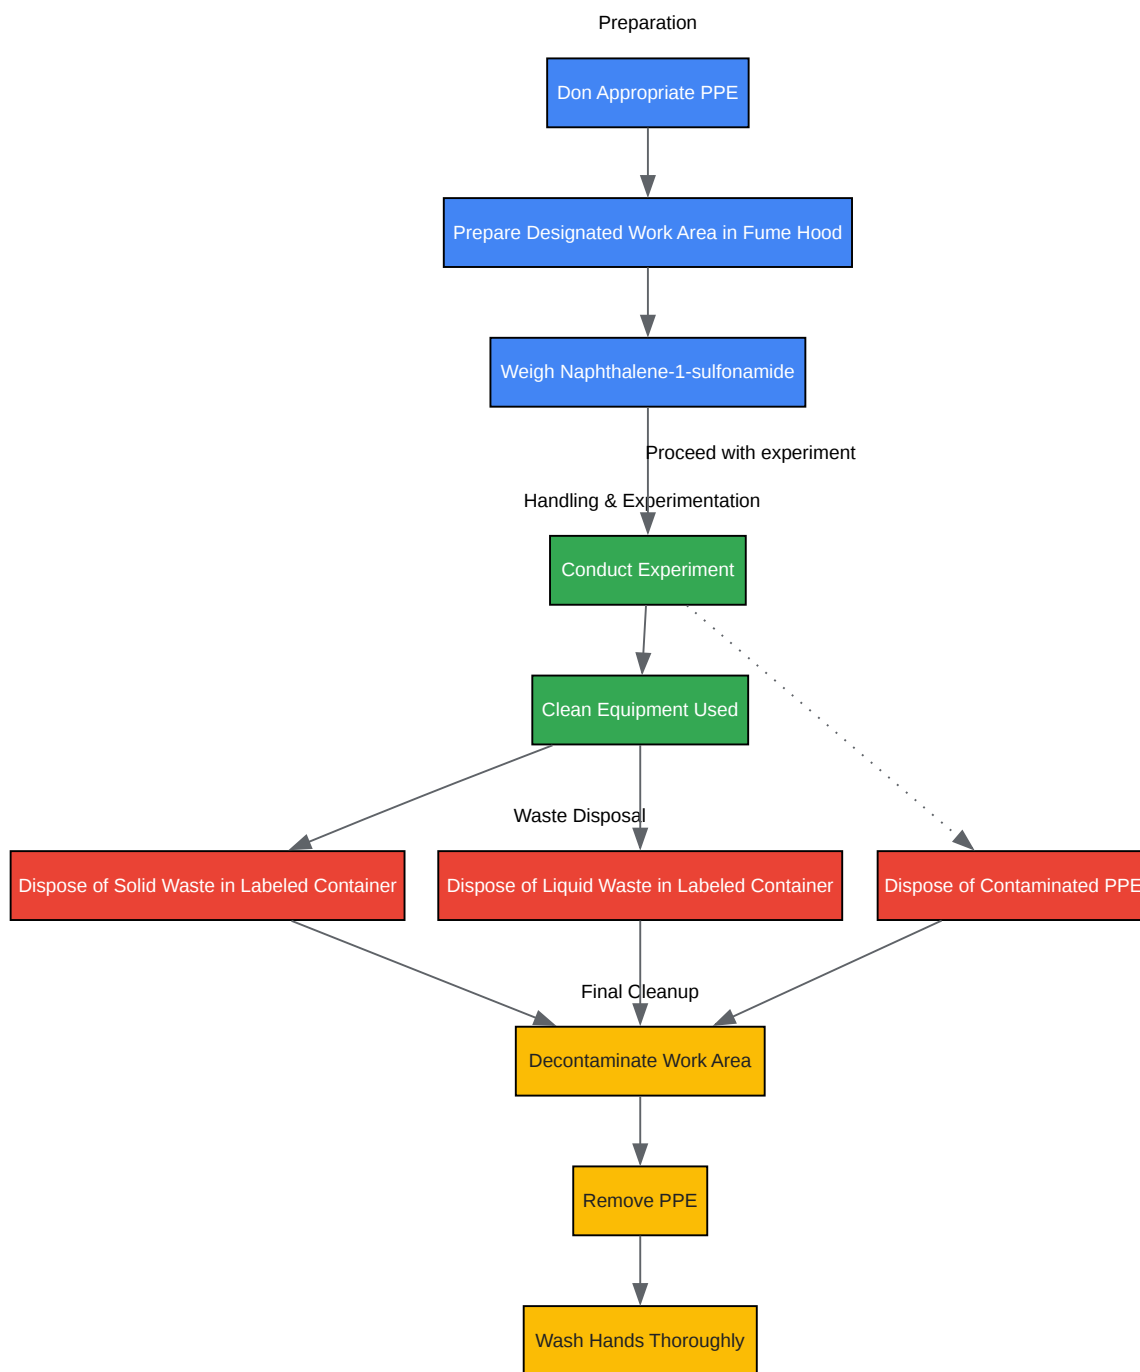 Preparation
Don Appropriate PPE
Prepare Designated Work Area in Fume Hood
Weigh Naphthalene-1-sulfonamide
Proceed with experiment
Handling & Experimentation
Conduct Experiment
Clean Equipment Used
Waste Disposal
Dispose of Solid Waste in Labeled Container
Dispose of Liquid Waste in Labeled Container
Dispose of Contaminated PPE
Final Cleanup
Decontaminate Work Area
Remove PPE
Wash Hands Thoroughly